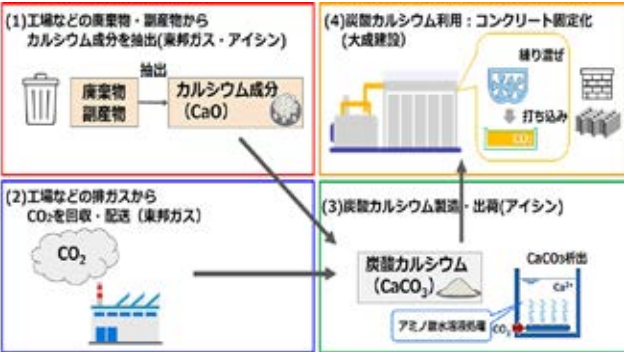 (1)工場などの廃棄物・副産物から
カルシウム成分を抽出(東邦ガス・アイシン)
抽出
廃棄物
副産物
カルシウム成分
(CaO)
(4)炭酸カルシウム利用:コンクリート固定化
(大成建設)
練り混ぜ
打ち込み
CO₂
(2)工場などの排ガスから
CO₂を回収・配送(東邦ガス)
CO₂
(3)炭酸カルシウム製造・出荷(アイシン)
炭酸カルシウム
(CaCO₃)
CaCO₃析出
Ca²⁺
アミノ酸水溶液処理
CO₂